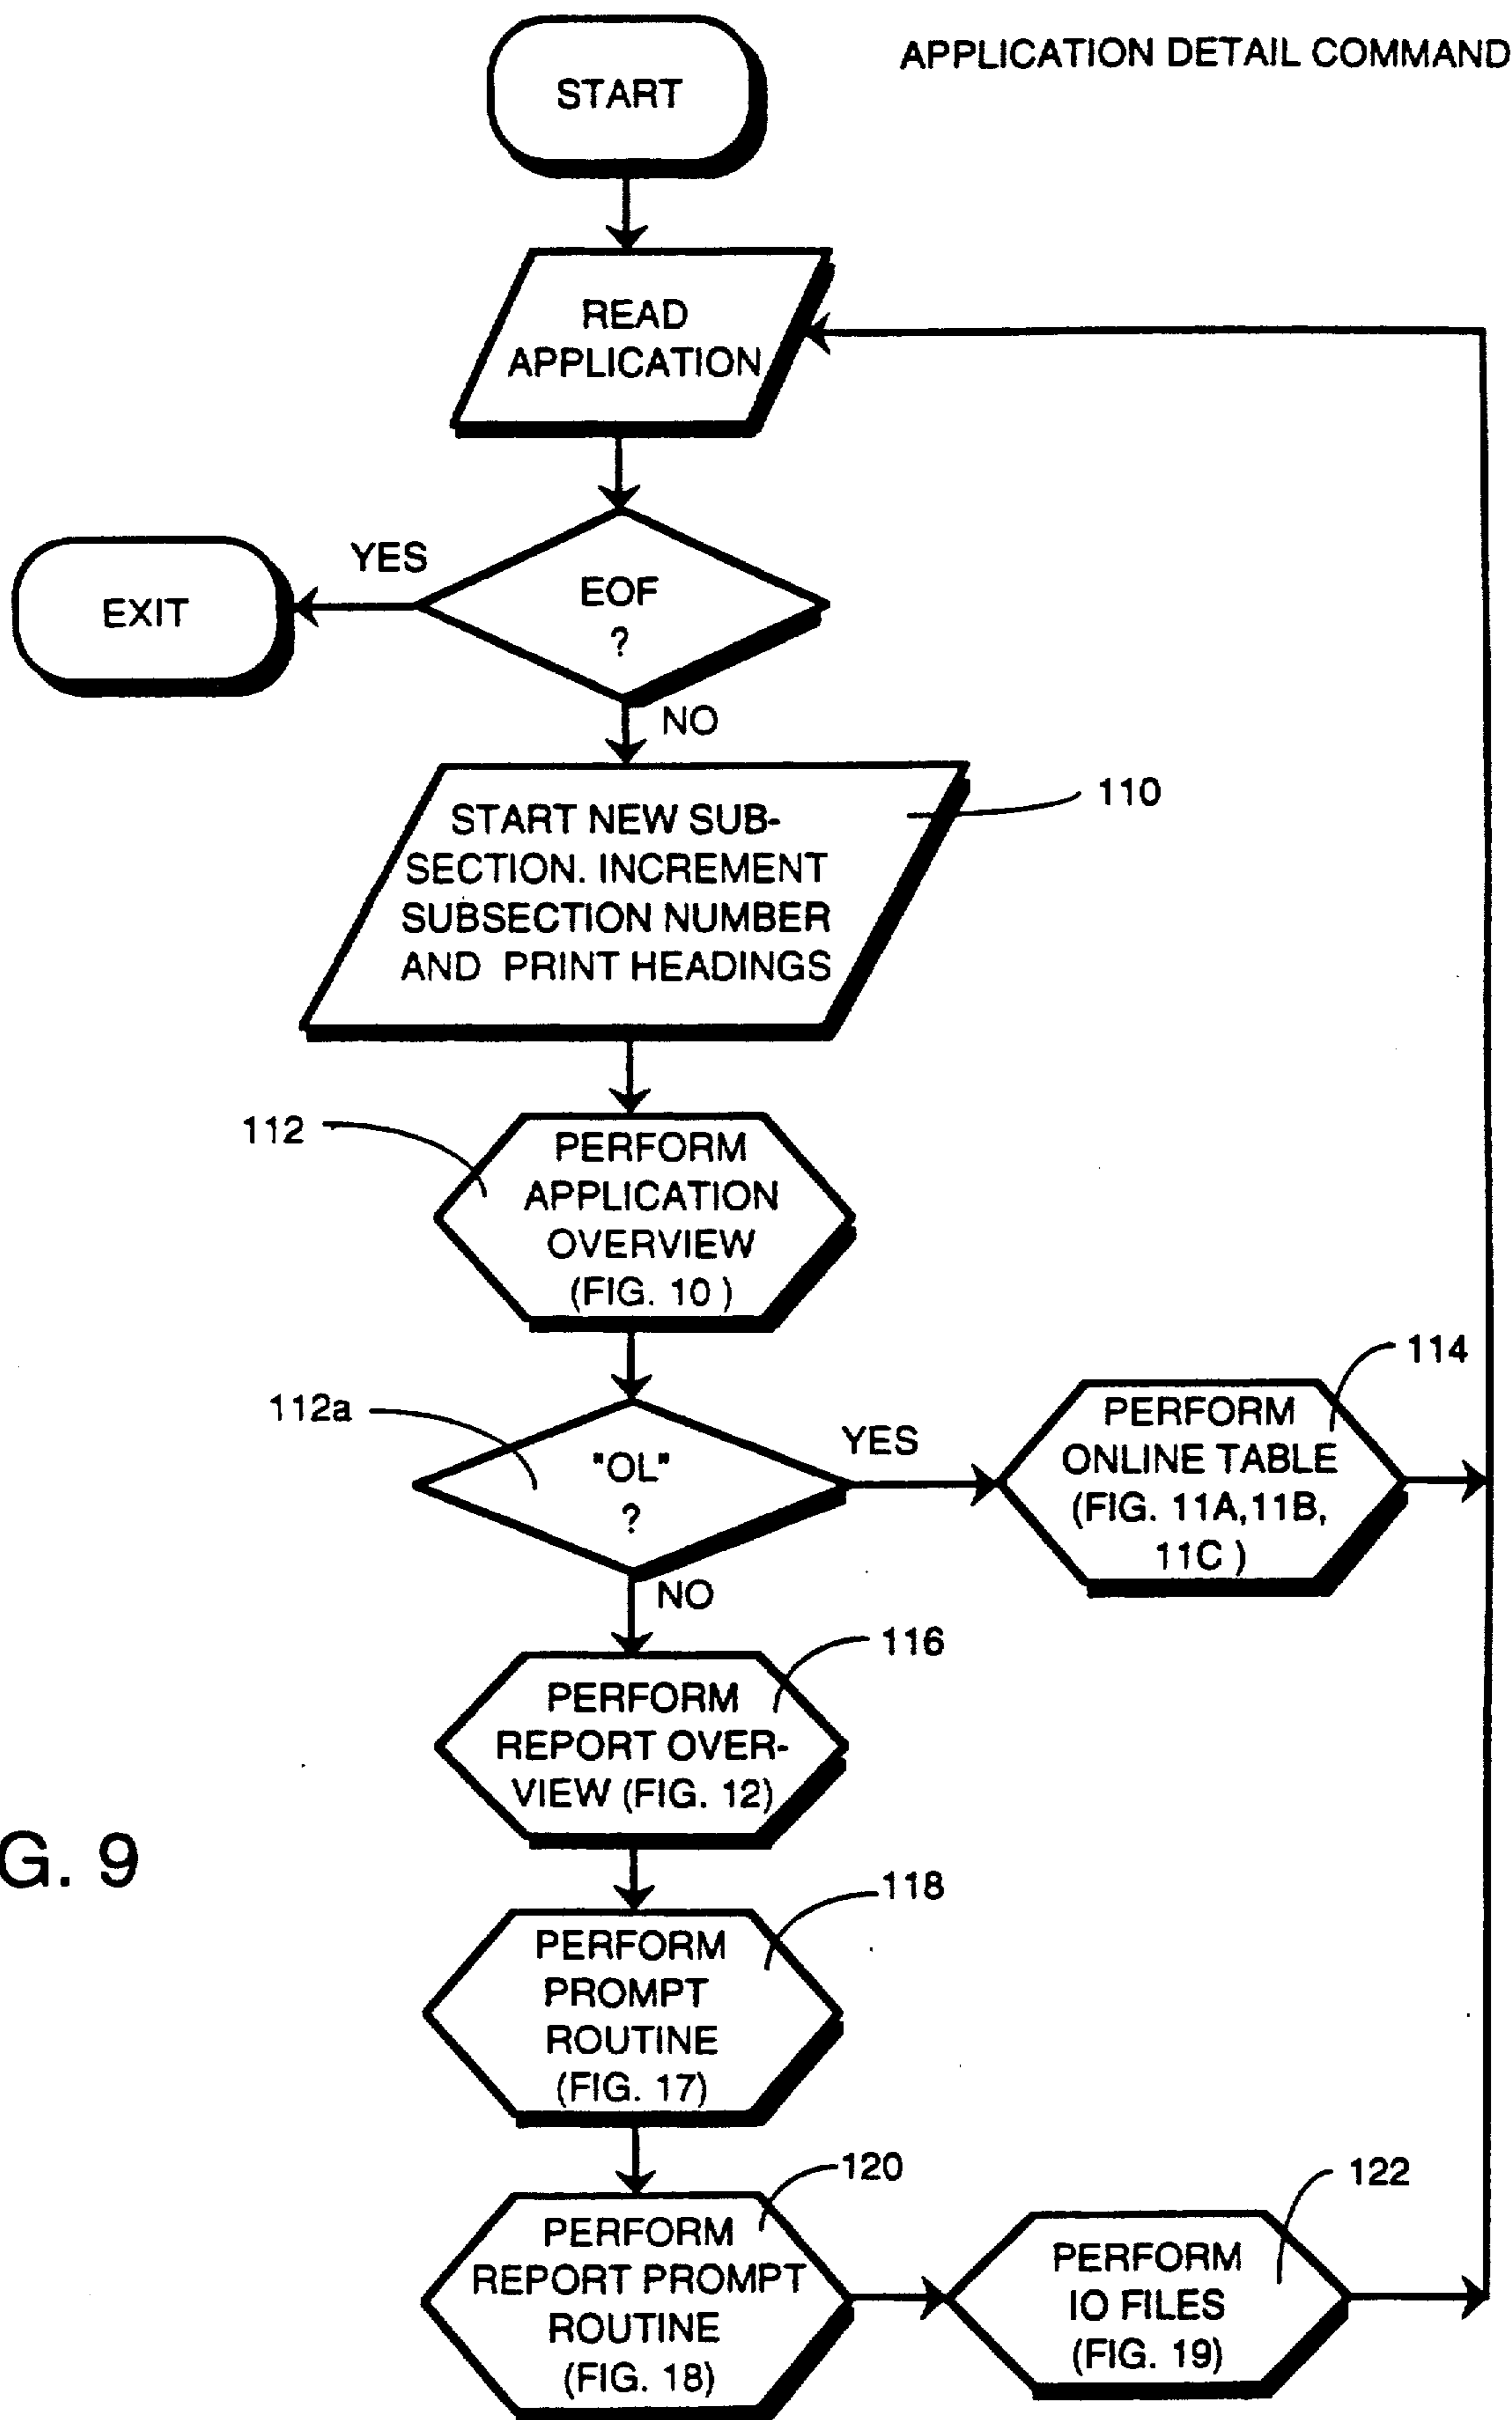 APPLICATION DETAIL COMMAND
START
READ
APPLICATION
YES
EOF
?
EXIT
NO
110
START NEW SUB-
SECTION. INCREMENT
SUBSECTION NUMBER
AND PRINT HEADINGS
112
PERFORM
APPLICATION
OVERVIEW
(FIG. 10 )
112a
"OL"
?
YES
114
PERFORM
ONLINE TABLE
(FIG. 11A,11B,
11C )
NO
116
PERFORM
REPORT OVER-
VIEW (FIG. 12)
G. 9
118
PERFORM
PROMPT
ROUTINE
(FIG. 17)
120
PERFORM
REPORT PROMPT
ROUTINE
(FIG. 18)
122
PERFORM
IO FILES
(FIG. 19)